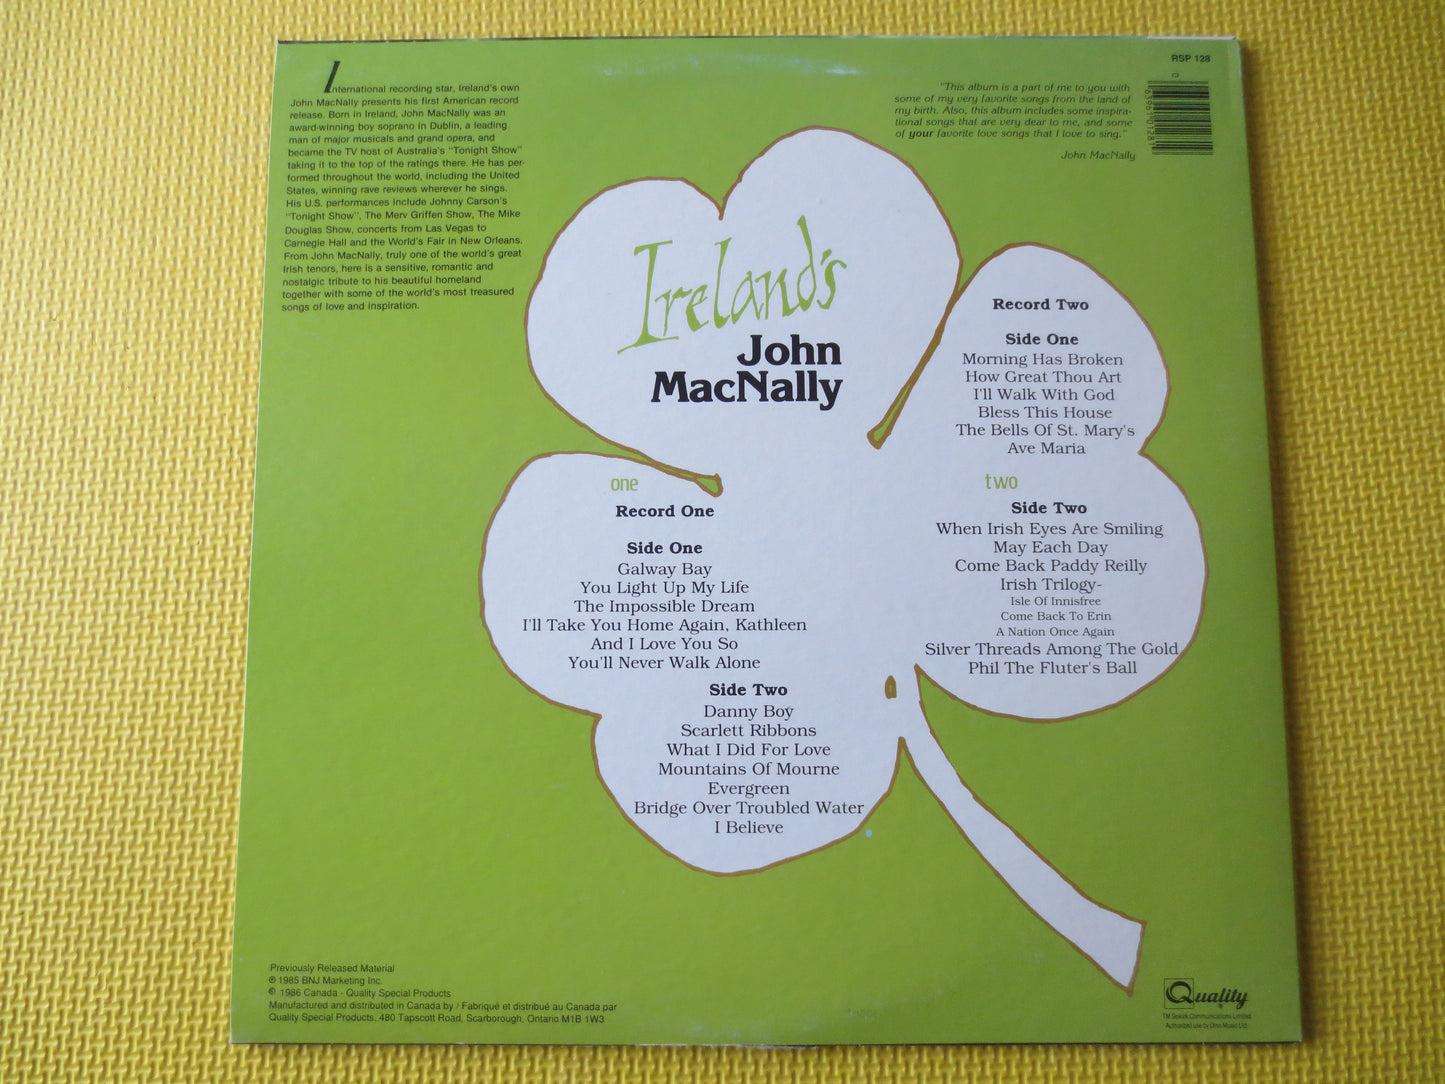 International recording star, Ireland's own
John MacNally presents his first American record
release. Born in Ireland, John MacNally was an
award-winning boy soprano in Dublin, a leading
man of major musicals and grand opera, and
became the TV host of Australia's "Tonight Show"
taking it to the top of the ratings there. He has per-
formed throughout the world, including the United
States, winning rave reviews wherever he sings.
His U.S. performances include Johnny Carson's
"Tonight Show", The Merv Griffen Show, The Mike
Douglas Show, concerts from Las Vegas to
Carnegie Hall and the World's Fair in New Orleans.
From John MacNally, truly one of the world's great
Irish tenors, here is a sensitive, romantic and
nostalgic tribute to his beautiful homeland
together with some of the world's most treasured
songs of love and inspiration.
"This album is a part of me to you with
some of my very favorite songs from the land of
my birth. Also, this album includes some inspira-
tional songs that are very dear to me, and some
of your favorite love songs that I love to sing."
John MacNally
RSP 128
Ireland's
John
MacNally
one
Record One
Side One
Galway Bay
You Light Up My Life
The Impossible Dream
I'll Take You Home Again, Kathleen
And I Love You So
You'll Never Walk Alone
Side Two
Danny Boy
Scarlett Ribbons
What I Did For Love
Mountains Of Mourne
Evergreen
Bridge Over Troubled Water
I Believe
Record Two
Side One
Morning Has Broken
How Great Thou Art
I'll Walk With God
Bless This House
The Bells Of St. Mary's
Ave Maria
two
Side Two
When Irish Eyes Are Smiling
May Each Day
Come Back Paddy Reilly
Irish Trilogy-
Isle Of Innisfree
Come Back To Erin
A Nation Once Again
Silver Threads Among The Gold
Phil The Fluter's Ball
Previously Released Material
℗ 1985 BNJ Marketing Inc.
© 1986 Canada - Quality Special Products
Manufactured and distributed in Canada by / Fabriqué et distribué au Canada par
Quality Special Products, 480 Tapscott Road, Scarborough, Ontario M1B 1W3
Quality
TM Selkirk Communications Limited
Authorized use by Dino Music Ltd.